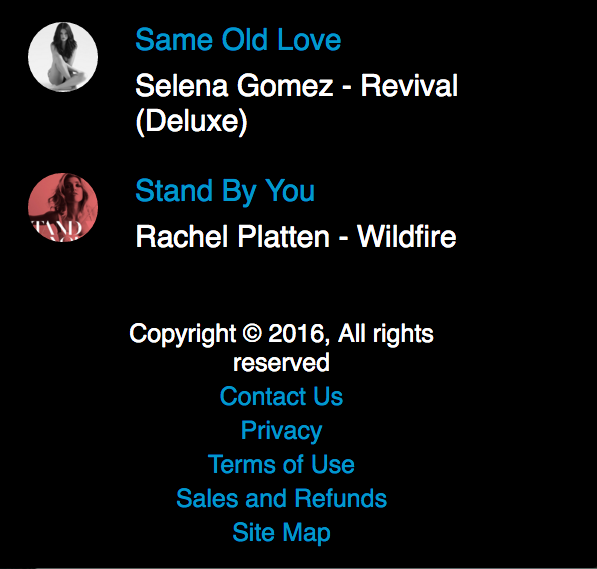 Same Old Love
Selena Gomez - Revival
(Deluxe)
Stand By You
TAND
Rachel Platten - Wildfire
Copyright © 2016, All rights
reserved
Contact Us
Privacy
Terms of Use
Sales and Refunds
Site Map